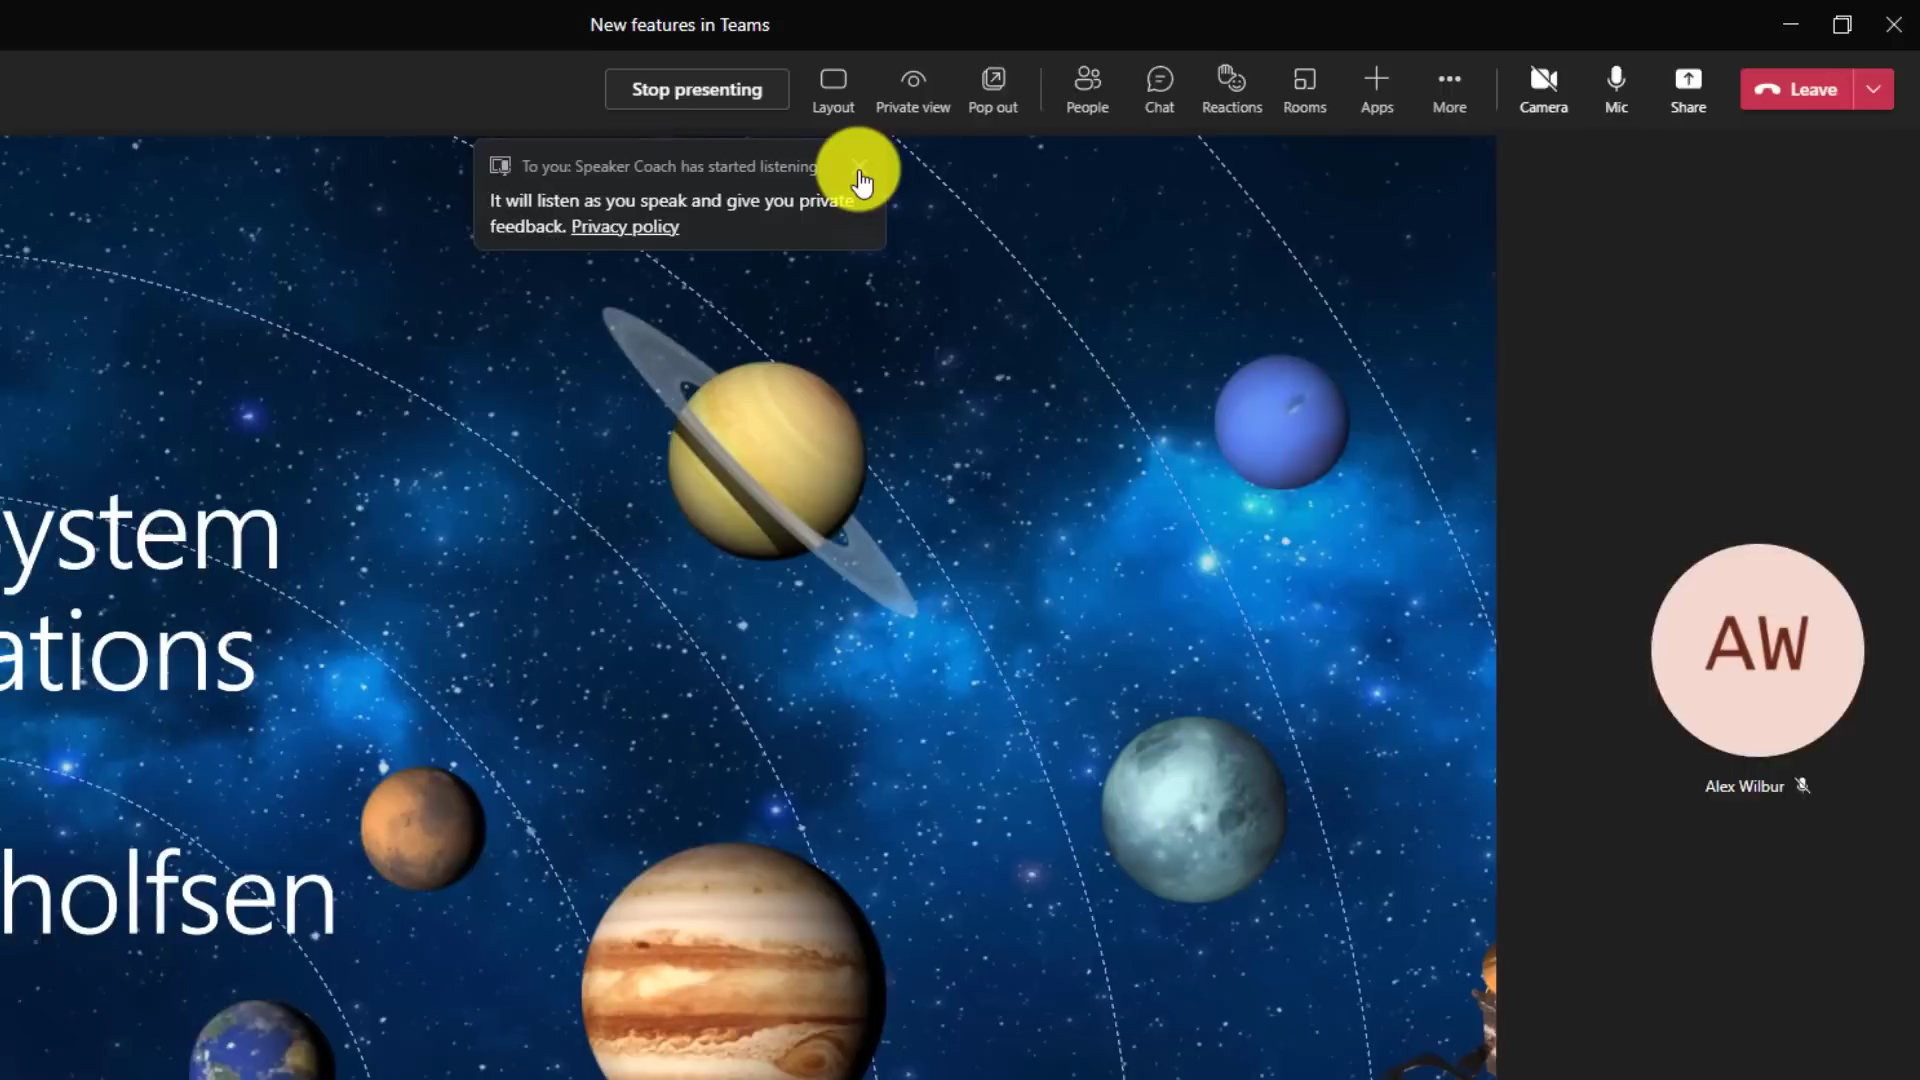 New features in Teams
Stop presenting
Layout
Private view
Pop out
People
Chat
Reactions
Rooms
Apps
More
Camera
Mic
Share
Leave
To you: Speaker Coach has started listening
It will listen as you speak and give you private
feedback. Privacy policy
ystem
ations
holfsen
AW
Alex Wilbur